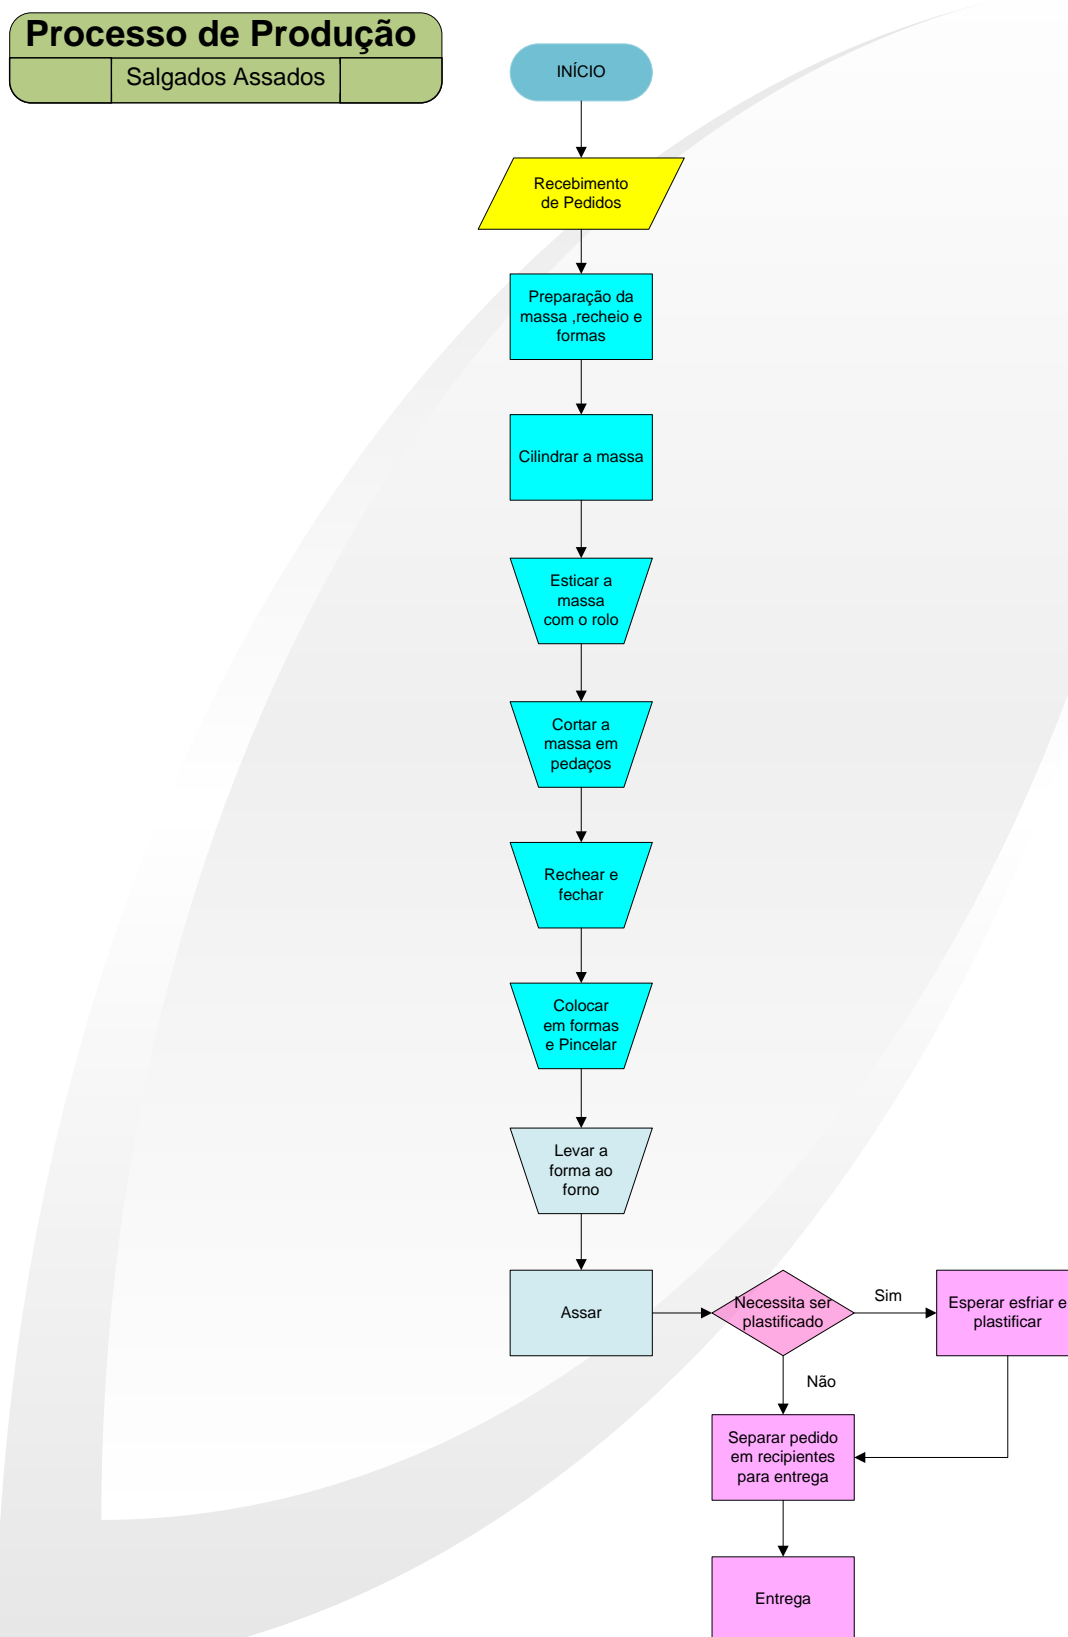 Processo de Produção
Salgados Assados
INÍCIO
Recebimento
de Pedidos
Preparação da
massa ,recheio e
formas
Cilindrar a massa
Esticar a
massa
com o rolo
Cortar a
massa em
pedaços
Rechear e
fechar
Colocar
em formas
e Pincelar
Levar a
forma ao
forno
Assar
Necessita ser
plastificado
Sim
Esperar esfriar e
plastificar
Não
Separar pedido
em recipientes
para entrega
Entrega